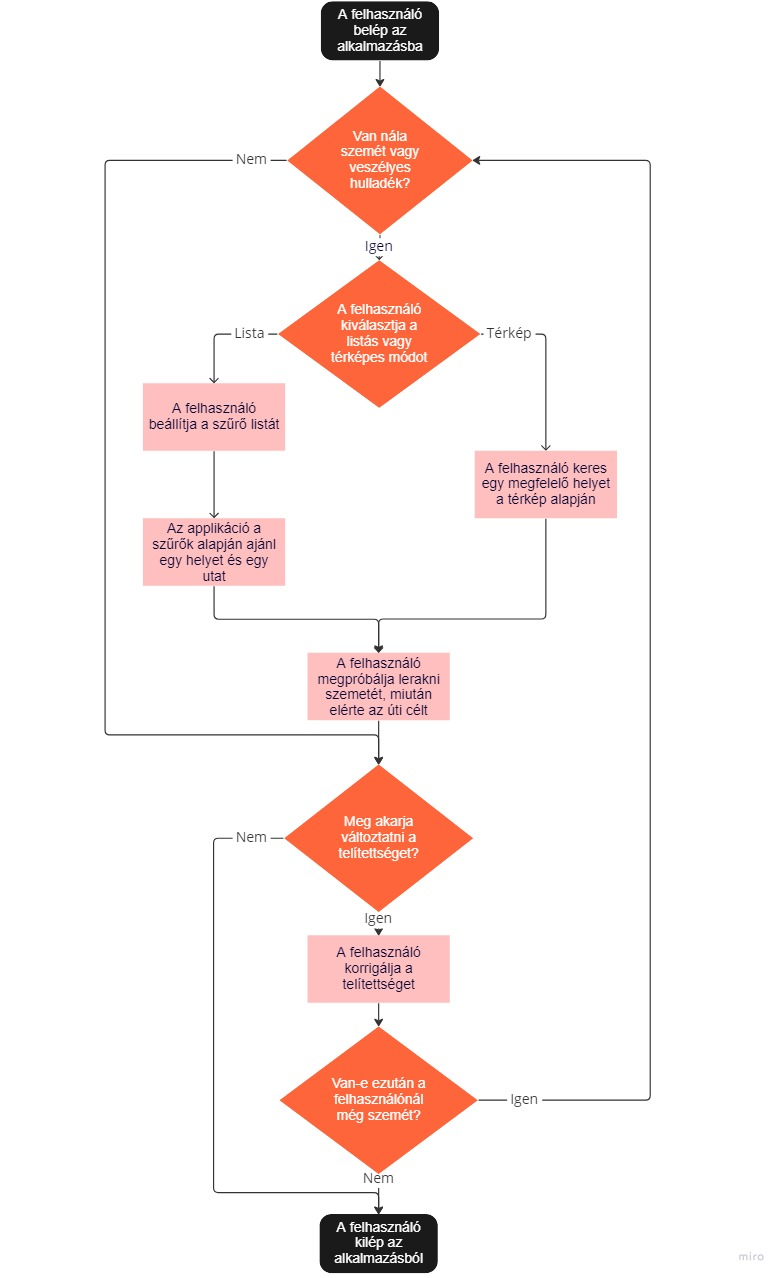 A felhasználó
belép az
alkalmazásba
Van nála
szemét vagy
veszélyes
hulladék?
Nem
Igen
A felhasználó
kiválasztja a
listás vagy
térképes módot
Lista
Térkép
A felhasználó
beállítja a szűrő listát
A felhasználó keres
egy megfelelő helyet
a térkép alapján
Az applikáció a
szűrők alapján ajánl
egy helyet és egy
utat
A felhasználó
megpróbálja lerakni
szemetét, miután
elérte az úti célt
Meg akarja
változtatni a
telítettséget?
Nem
Igen
A felhasználó
korrigálja a
telítettséget
Van-e ezután a
felhasználónál
még szemét?
Igen
Nem
A felhasználó
kilép az
alkalmazásból
miro